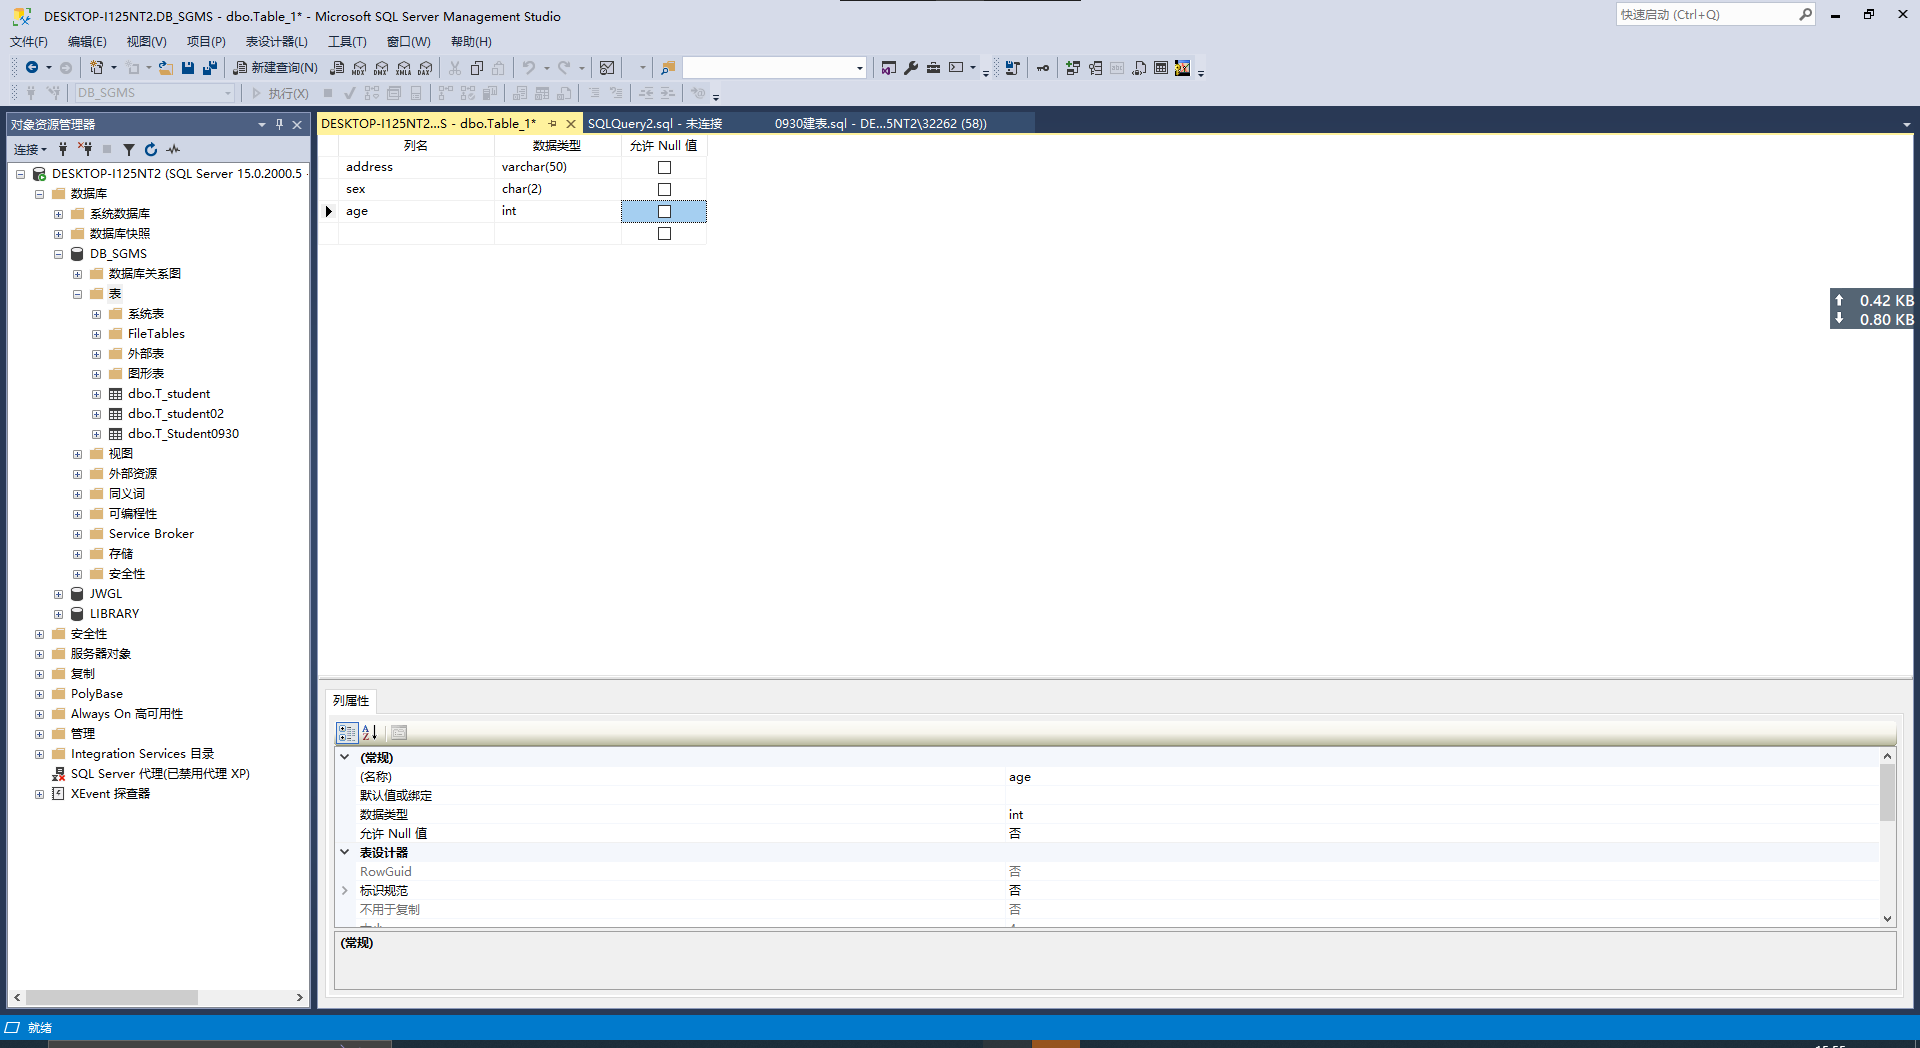 DESKTOP-I125NT2.DB_SGMS - dbo.Table_1* - Microsoft SQL Server Management Studio
快速启动 (Ctrl+Q)
文件(F) 编辑(E) 视图(V) 项目(P) 表设计器(L) 工具(T) 窗口(W) 帮助(H)
新建查询(N) MDX DMX XMLA DAX
DB_SGMS 执行(X)
对象资源管理器
DESKTOP-I125NT2...S - dbo.Table_1* SQLQuery2.sql - 未连接 0930建表.sql - DE...5NT2\32262 (58))
连接
DESKTOP-I125NT2 (SQL Server 15.0.2000.5 -
数据库
系统数据库
数据库快照
DB_SGMS
数据库关系图
表
系统表
FileTables
外部表
图形表
dbo.T_student
dbo.T_student02
dbo.T_Student0930
视图
外部资源
同义词
可编程性
Service Broker
存储
安全性
JWGL
LIBRARY
安全性
服务器对象
复制
PolyBase
Always On 高可用性
管理
Integration Services 目录
SQL Server 代理(已禁用代理 XP)
XEvent 探查器
列名 数据类型 允许 Null 值
address varchar(50)
sex char(2)
age int
0.42 KB
0.80 KB
列属性
(常规)
(名称) age
默认值或绑定
数据类型 int
允许 Null 值 否
表设计器
RowGuid 否
标识规范 否
不用于复制 否
(常规)
就绪